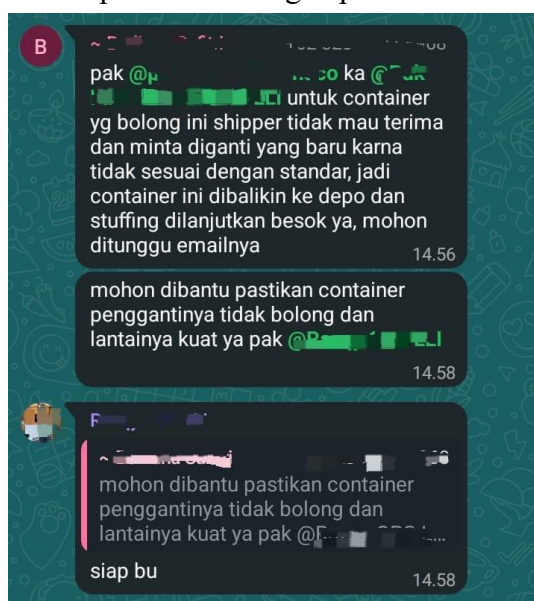 B
pak @
co ka @
untuk container
yg bolong ini shipper tidak mau terima
dan minta diganti yang baru karna
tidak sesuai dengan standar, jadi
container ini dibalikin ke depo dan
stuffing dilanjutkan besok ya, mohon
ditunggu emailnya
14.56
mohon dibantu pastikan container
penggantinya tidak bolong dan
lantainya kuat ya pak @
14.58
mohon dibantu pastikan container
penggantinya tidak bolong dan
lantainya kuat ya pak @
siap bu
14.58